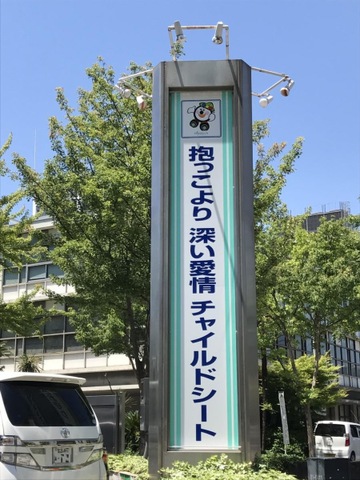 抱っこより 深い愛情 チャイルドシート